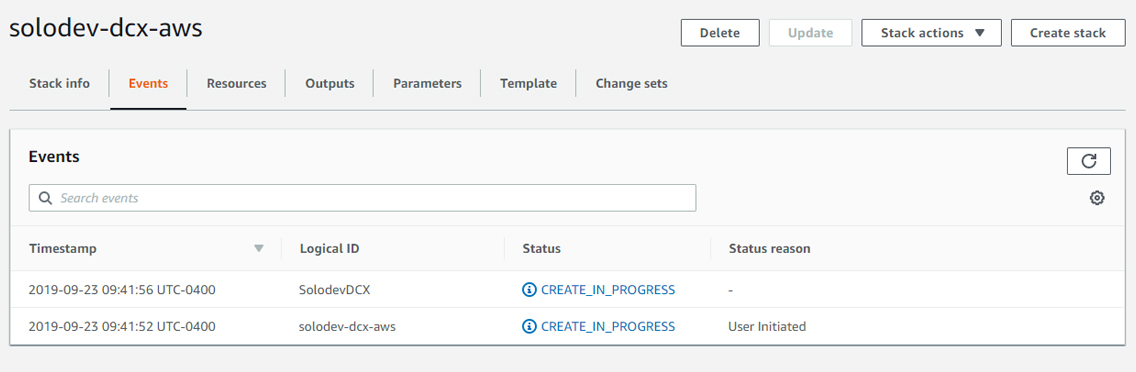 solodev-dcx-aws
Delete Update Stack actions Create stack
Stack info Events Resources Outputs Parameters Template Change sets
Events
Search events
Timestamp Logical ID Status Status reason
2019-09-23 09:41:56 UTC-0400 SolodevDCX CREATE_IN_PROGRESS -
2019-09-23 09:41:52 UTC-0400 solodev-dcx-aws CREATE_IN_PROGRESS User Initiated